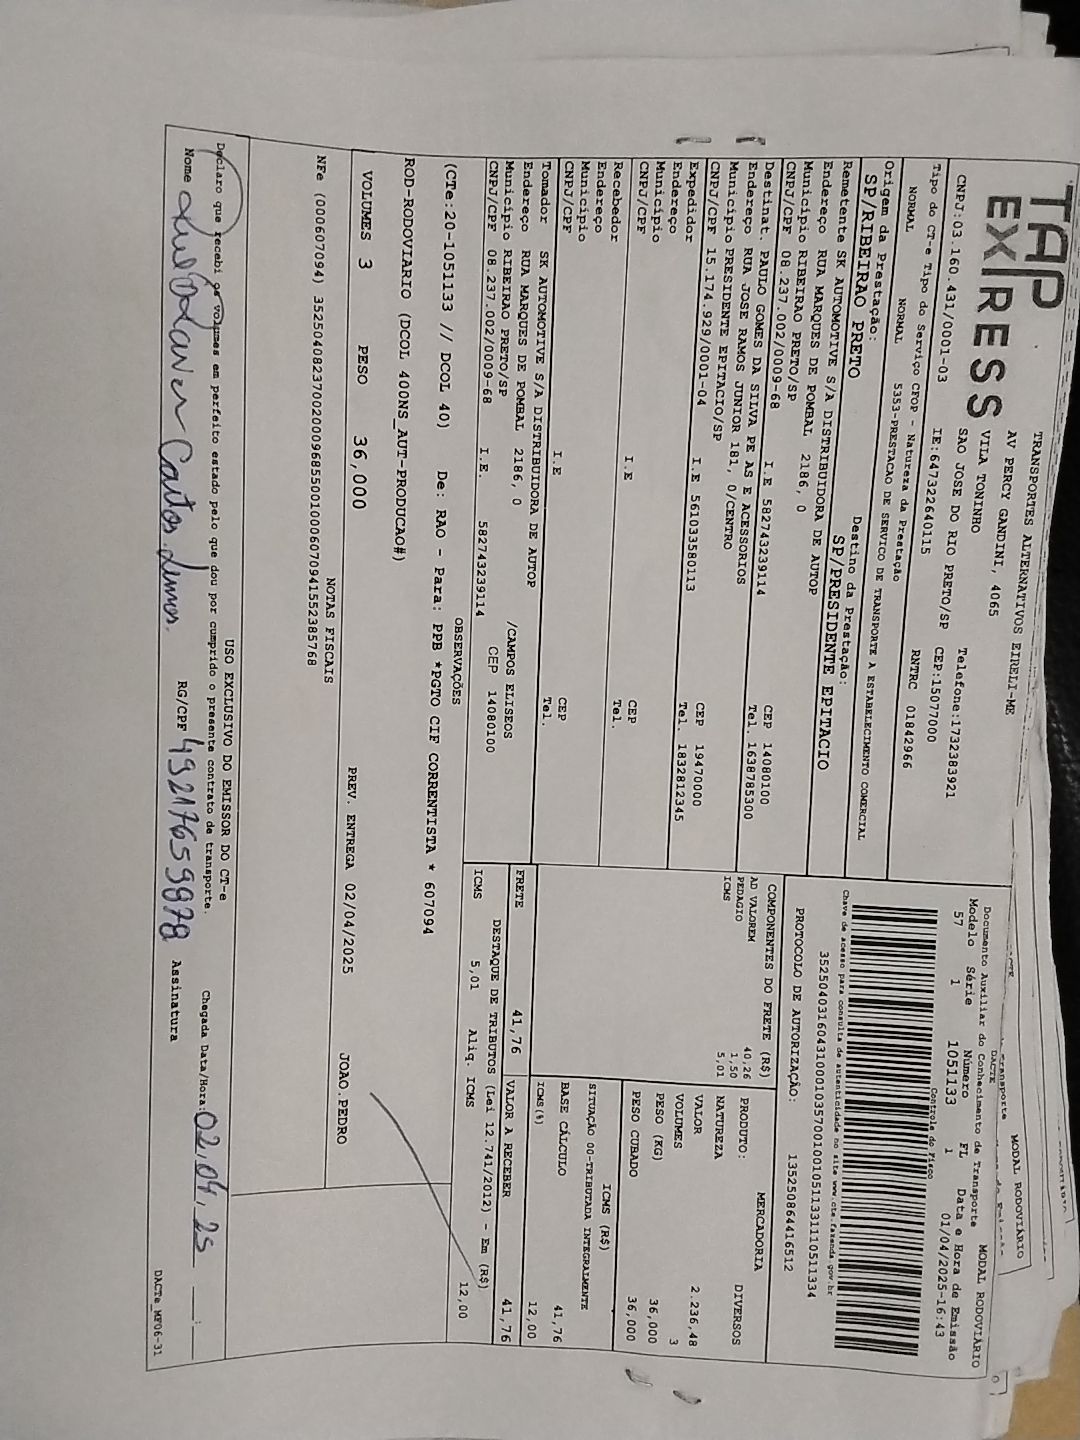 TAP
EX/RESS
TRANSPORTES ALTERNATIVOS EIRELI-ME
AV PERCY GANDINI, 4065
VILA TONINHO
SAO JOSE DO RIO PRETO/SP Telefone:1732383921
CNPJ:03.160.431/0001-03 IE:647322640115 CEP:15077000
Tipo do CT-e Tipo do Serviço CFOP - Natureza da Prestação RNTRC 01842966
NORMAL NORMAL 5353-PRESTACAO DE SERVICO DE TRANSPORTE A ESTABELECIMENTO COMERCIAL
Origem da Prestação: Destino da Prestação:
SP/RIBEIRAO PRETO SP/PRESIDENTE EPITACIO
Remetente SK AUTOMOTIVE S/A DISTRIBUIDORA DE AUTOP
Endereço RUA MARQUES DE POMBAL 2186, 0
Município RIBEIRAO PRETO/SP CEP 14080100
CNPJ/CPF 08.237.002/0009-68 I.E 582743239114 Tel. 1638785300
Destinat. PAULO GOMES DA SILVA PE AS E ACESSORIOS
Endereço RUA JOSE RAMOS JUNIOR 181, 0/CENTRO
Município PRESIDENTE EPITACIO/SP CEP 19470000
CNPJ/CPF 15.174.929/0001-04 I.E 561033580113 Tel. 1832812345
Expedidor
Endereço
Município CEP
CNPJ/CPF I.E Tel.
Recebedor
Endereço
Município CEP
CNPJ/CPF I.E Tel.
Tomador SK AUTOMOTIVE S/A DISTRIBUIDORA DE AUTOP
Endereço RUA MARQUES DE POMBAL 2186, 0 /CAMPOS ELISEOS
Município RIBEIRAO PRETO/SP CEP 14080100
CNPJ/CPF 08.237.002/0009-68 I.E. 582743239114
MODAL RODOVIÁRIO
DACTE
Documento Auxiliar do Conhecimento de Transporte MODAL RODOVIÁRIO
Modelo Série Número FL Data e Hora de Emissão
57 1 1051133 1 01/04/2025-16:43
Controle do Fisco
Chave de acesso para consulta de autenticidade no site www.cte.fazenda.gov.br
35250403160431000103570010010511331110511334
PROTOCOLO DE AUTORIZAÇÃO: 135250864416512
COMPONENTES DO FRETE (R$)
AD VALOREM 40,26
PEDAGIO 1,50
ICMS 5,01
PRODUTO: MERCADORIA
NATUREZA DIVERSOS
VALOR 2.236,48
VOLUMES 3
PESO (KG) 36,000
PESO CUBADO 36,000
ICMS (R$)
SITUAÇÃO 00-TRIBUTADA INTEGRALMENTE
BASE CÁLCULO 41,76
ICMS(%) 12,00
FRETE 41,76 VALOR A RECEBER 41,76
DESTAQUE DE TRIBUTOS (Lei 12.741/2012) - Em (R$)
ICMS 5,01 Aliq. ICMS 12,00
OBSERVAÇÕES
(CTe:20-1051133 // DCOL 40) De: RAO - Para: PPB *PGTO CIF CORRENTISTA * 607094
ROD-RODOVIARIO (DCOL 40ONS_AUT-PRODUCAO#)
VOLUMES 3 PESO 36,000 PREV. ENTREGA 02/04/2025 JOAO.PEDRO
NOTAS FISCAIS
NFe (000607094) 35250408237002000968550010006070941552385768
USO EXCLUSIVO DO EMISSOR DO CT-e
Declaro que recebi os volumes em perfeito estado pelo que dou por cumprido o presente contrato de transporte. Chegada Data/Hora: 02,04,25 __:__
Nome RG/CPF 49217659878 Assinatura
DACTe_MF06-31